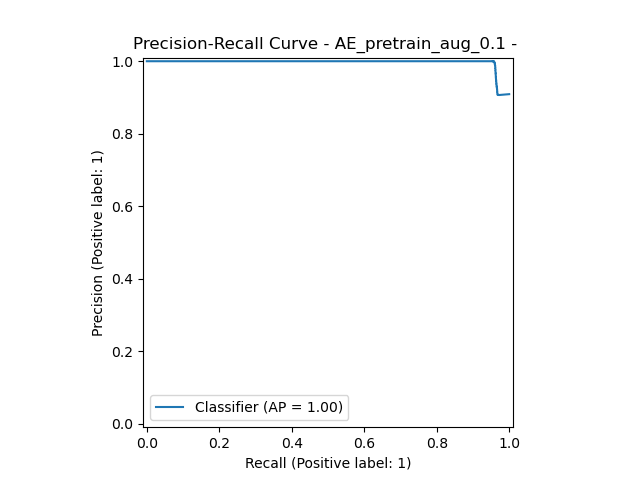 Precision-Recall Curve - AE_pretrain_aug_0.1 -
1.0
0.8
0.6
0.4
0.2
0.0
Precision (Positive label: 1)
Classifier (AP = 1.00)
0.0 0.2 0.4 0.6 0.8 1.0
Recall (Positive label: 1)